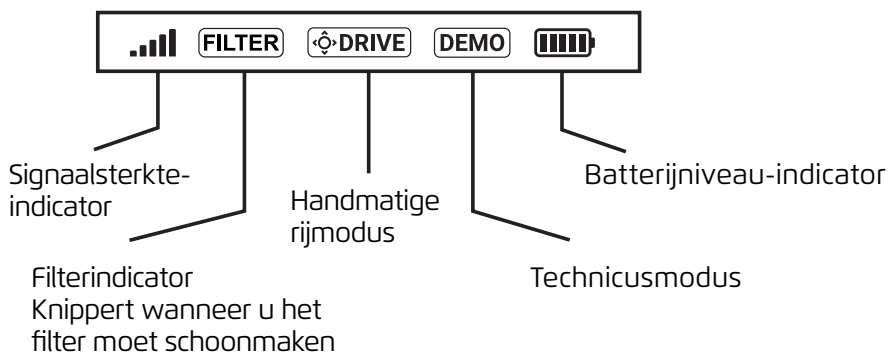 FILTER DRIVE DEMO
Signaalsterkte-
indicator
Handmatige
rijmodus
Batterijniveau-indicator
Filterindicator
Knippert wanneer u het
filter moet schoonmaken
Technicusmodus